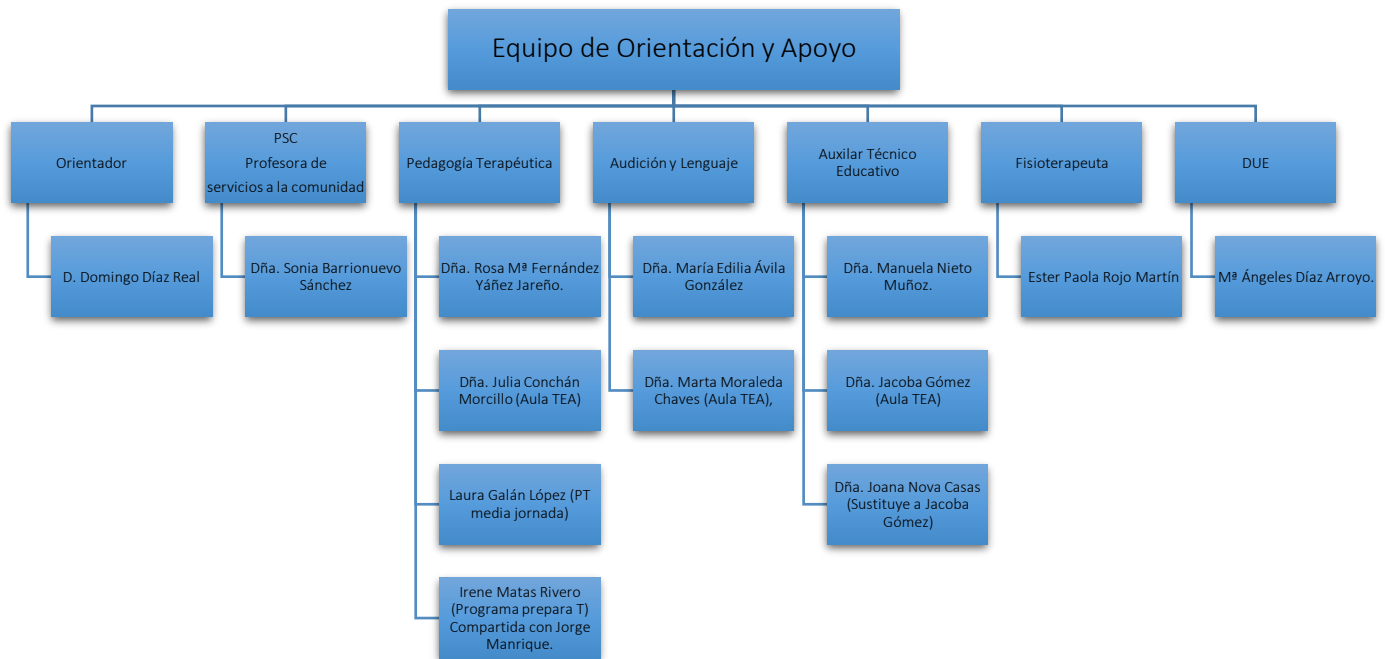 Equipo de Orientación y Apoyo
Orientador
PSC
Profesora de
servicios a la comunidad
Pedagogía Terapéutica
Audición y Lenguaje
Auxilar Técnico
Educativo
Fisioterapeuta
DUE
D. Domingo Díaz Real
Dña. Sonia Barrionuevo
Sánchez
Dña. Rosa Mª Fernández
Yáñez Jareño.
Dña. María Edilia Ávila
González
Dña. Manuela Nieto
Muñoz.
Ester Paola Rojo Martín
Mª Ángeles Díaz Arroyo.
Dña. Julia Conchán
Morcillo (Aula TEA)
Dña. Marta Moraleda
Chaves (Aula TEA),
Dña. Jacoba Gómez
(Aula TEA)
Laura Galán López (PT
media jornada)
Dña. Joana Nova Casas
(Sustituye a Jacoba
Gómez)
Irene Matas Rivero
(Programa prepara T)
Compartida con Jorge
Manrique.